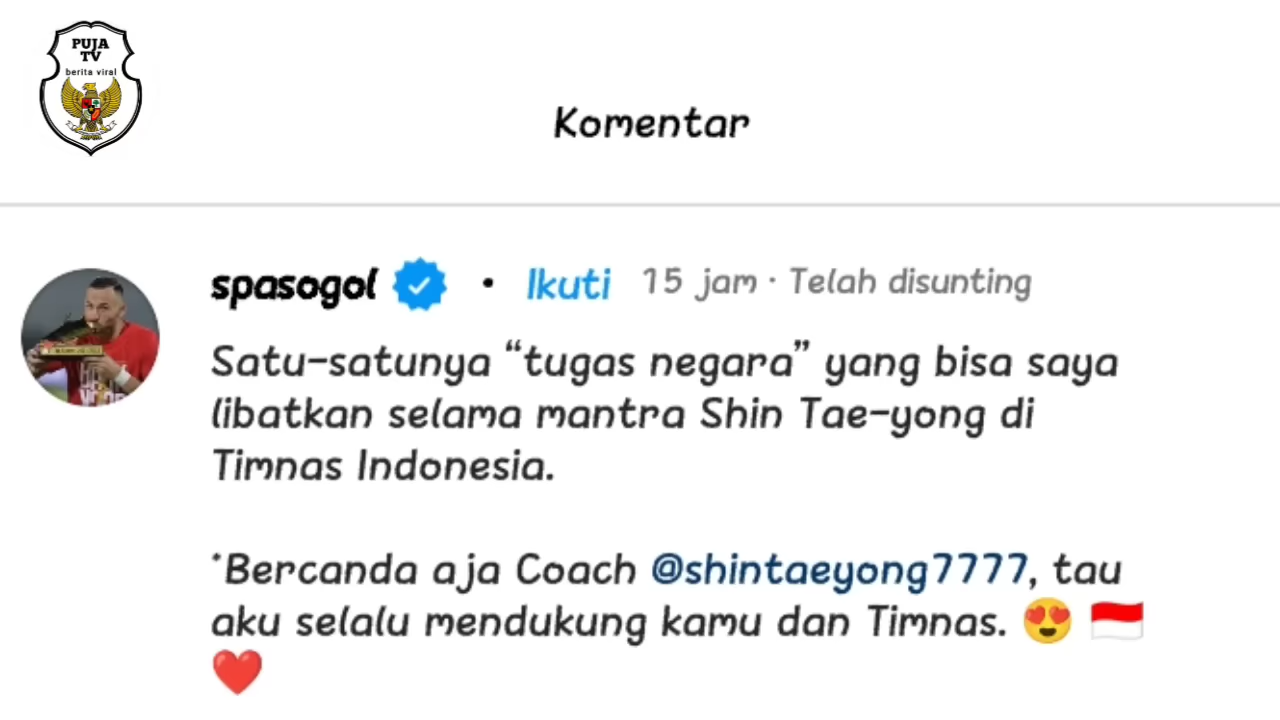 PUJA
TV
berita viral
Komentar
spasogol • Ikuti 15 jam · Telah disunting
Satu-satunya “tugas negara” yang bisa saya
libatkan selama mantra Shin Tae-yong di
Timnas Indonesia.
*Bercanda aja Coach @shintaeyong7777, tau
aku selalu mendukung kamu dan Timnas. 😍 🇮🇩
❤️